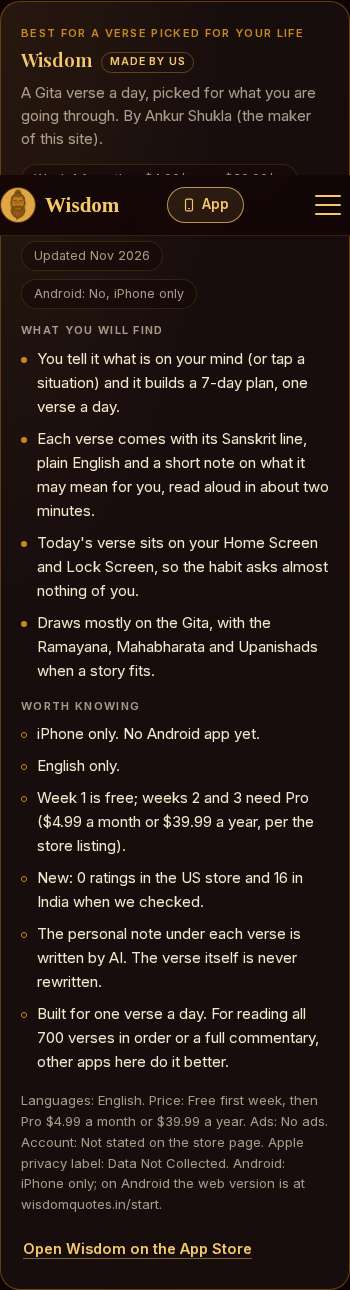 BEST FOR A VERSE PICKED FOR YOUR LIFE
Wisdom MADE BY US
A Gita verse a day, picked for what you are
going through. By Ankur Shukla (the maker
of this site).
Wisdom
App
Updated Nov 2026
Android: No, iPhone only
WHAT YOU WILL FIND
You tell it what is on your mind (or tap a
situation) and it builds a 7-day plan, one
verse a day.
Each verse comes with its Sanskrit line,
plain English and a short note on what it
may mean for you, read aloud in about two
minutes.
Today's verse sits on your Home Screen
and Lock Screen, so the habit asks almost
nothing of you.
Draws mostly on the Gita, with the
Ramayana, Mahabharata and Upanishads
when a story fits.
WORTH KNOWING
iPhone only. No Android app yet.
English only.
Week 1 is free; weeks 2 and 3 need Pro
($4.99 a month or $39.99 a year, per the
store listing).
New: 0 ratings in the US store and 16 in
India when we checked.
The personal note under each verse is
written by AI. The verse itself is never
rewritten.
Built for one verse a day. For reading all
700 verses in order or a full commentary,
other apps here do it better.
Languages: English. Price: Free first week, then
Pro $4.99 a month or $39.99 a year. Ads: No ads.
Account: Not stated on the store page. Apple
privacy label: Data Not Collected. Android:
iPhone only; on Android the web version is at
wisdomquotes.in/start.
Open Wisdom on the App Store